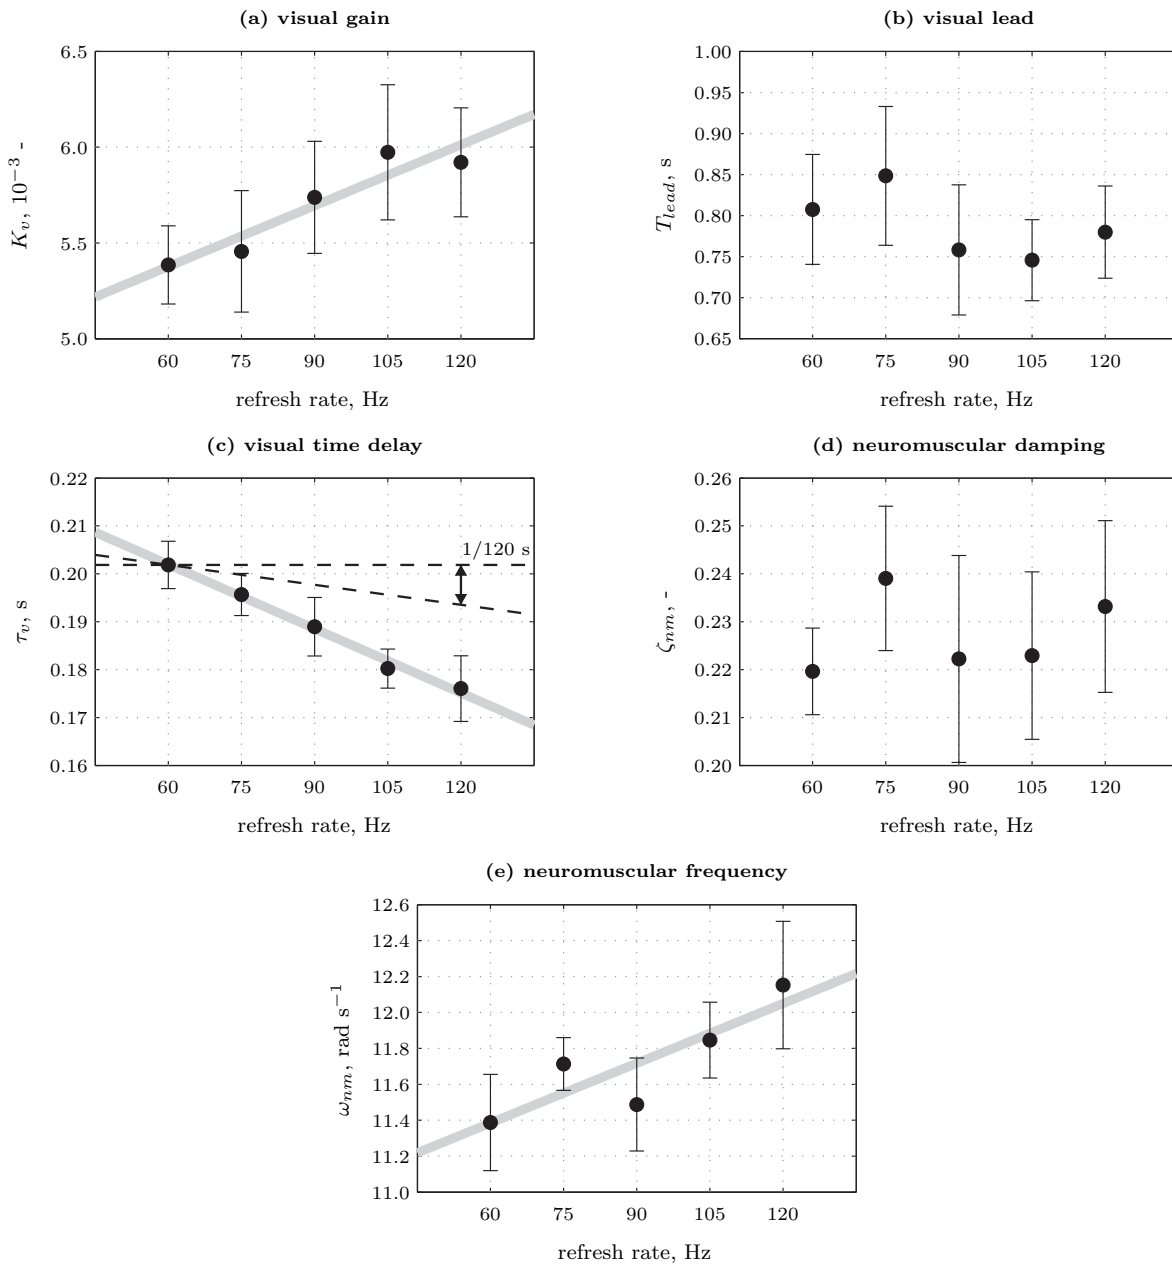 (a) visual gain
6.5
6.0
5.5
5.0
K_v, 10^{-3} -
60 75 90 105 120
refresh rate, Hz
(b) visual lead
1.00
0.95
0.90
0.85
0.80
0.75
0.70
0.65
T_{lead}, s
60 75 90 105 120
refresh rate, Hz
(c) visual time delay
0.22
0.21
0.20
0.19
0.18
0.17
0.16
τ_v, s
1/120 s
60 75 90 105 120
refresh rate, Hz
(d) neuromuscular damping
0.26
0.25
0.24
0.23
0.22
0.21
0.20
ζ_{nm}, -
60 75 90 105 120
refresh rate, Hz
(e) neuromuscular frequency
12.6
12.4
12.2
12.0
11.8
11.6
11.4
11.2
11.0
ω_{nm}, rad s^{-1}
60 75 90 105 120
refresh rate, Hz